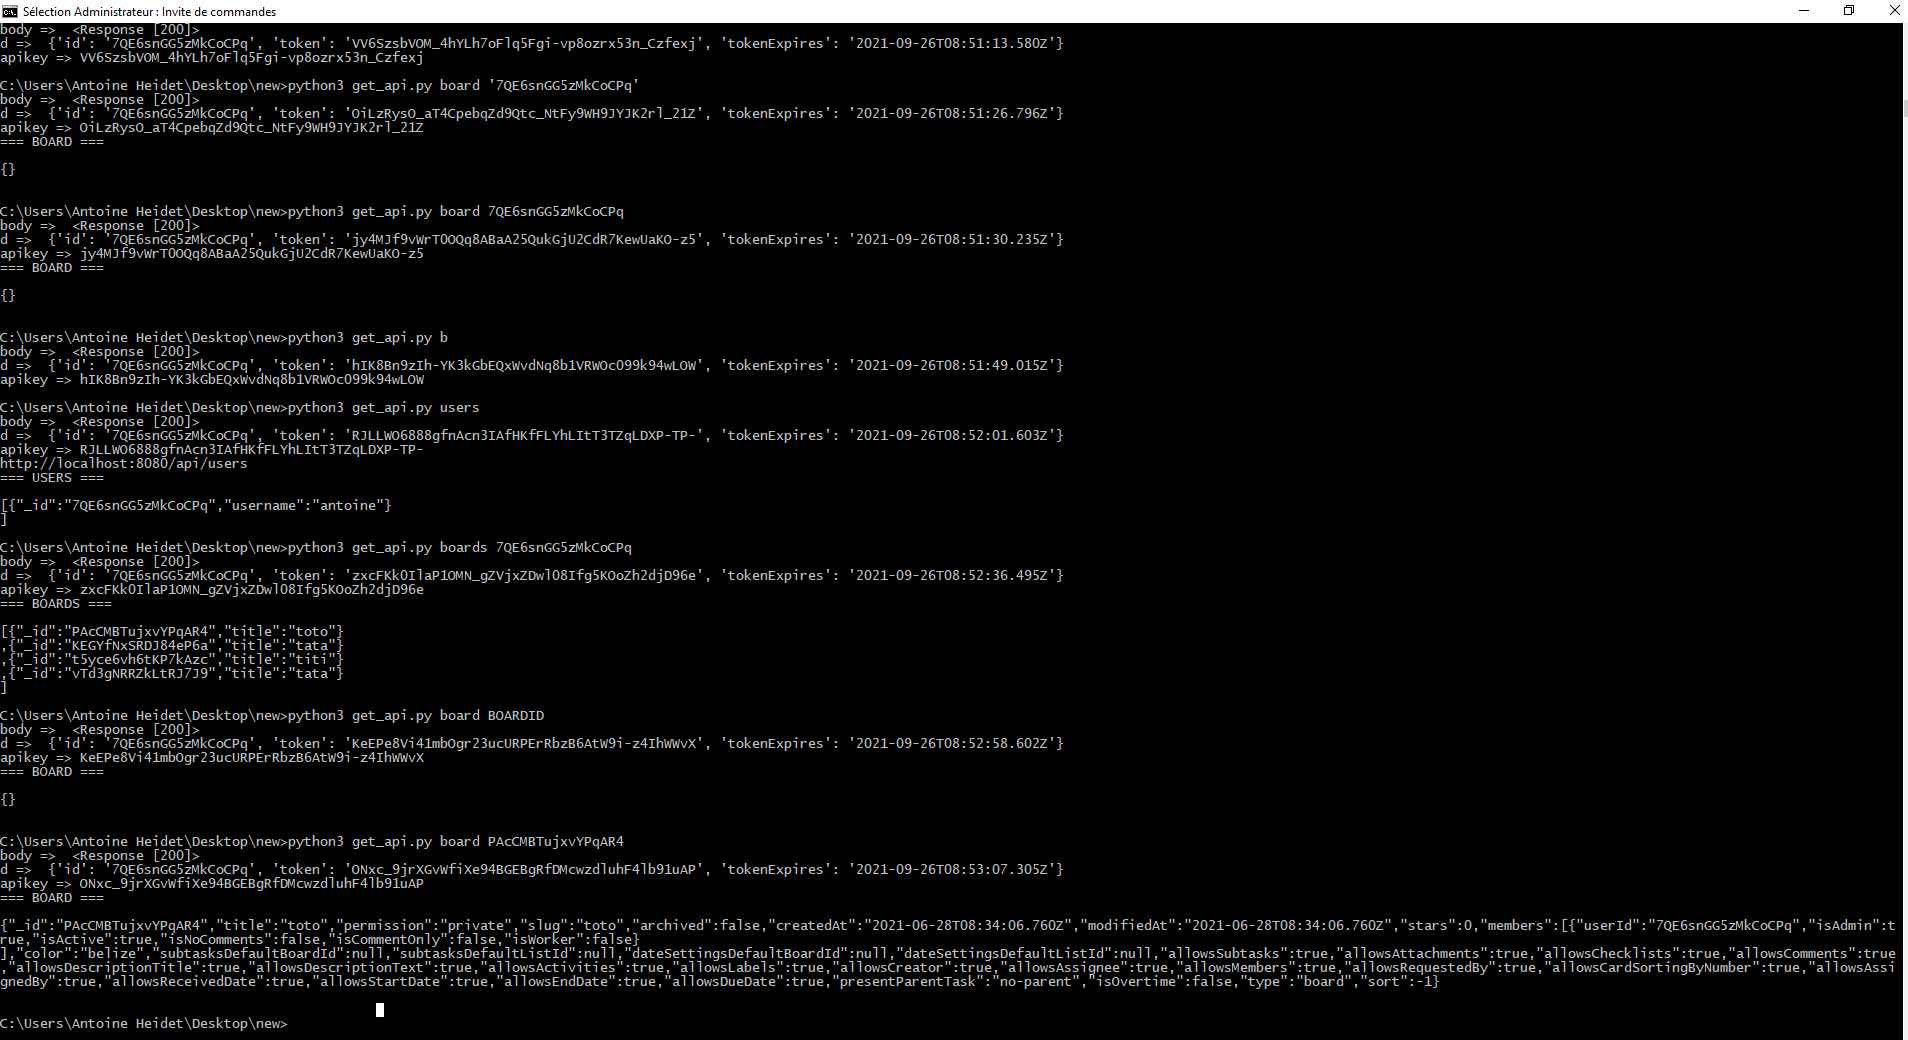 Sélection Administrateur : Invite de commandes
body =>  <Response [200]>
d =>  {'id': '7QE6snGG5zMkCoCPq', 'token': 'VV6SzsbVOM_4hYLh7oFlq5Fgi-vp8ozrx53n_Czfexj', 'tokenExpires': '2021-09-26T08:51:13.580Z'}
apikey => VV6SzsbVOM_4hYLh7oFlq5Fgi-vp8ozrx53n_Czfexj
C:\Users\Antoine Heidet\Desktop\new>python3 get_api.py board '7QE6snGG5zMkCoCPq'
body =>  <Response [200]>
d =>  {'id': '7QE6snGG5zMkCoCPq', 'token': 'OiLzRysO_aT4CpebqZd9Qtc_NtFy9WH9JYJK2rl_21Z', 'tokenExpires': '2021-09-26T08:51:26.796Z'}
apikey => OiLzRysO_aT4CpebqZd9Qtc_NtFy9WH9JYJK2rl_21Z
=== BOARD ===
{}
C:\Users\Antoine Heidet\Desktop\new>python3 get_api.py board 7QE6snGG5zMkCoCPq
body =>  <Response [200]>
d =>  {'id': '7QE6snGG5zMkCoCPq', 'token': 'jy4MJf9vWrTOOQq8ABaA25QukGjU2CdR7KewUaKO-z5', 'tokenExpires': '2021-09-26T08:51:30.235Z'}
apikey => jy4MJf9vWrTOOQq8ABaA25QukGjU2CdR7KewUaKO-z5
=== BOARD ===
{}
C:\Users\Antoine Heidet\Desktop\new>python3 get_api.py b
body =>  <Response [200]>
d =>  {'id': '7QE6snGG5zMkCoCPq', 'token': 'hIK8Bn9zIh-YK3kGbEQxWvdNq8b1VRWOcO99k94wLOW', 'tokenExpires': '2021-09-26T08:51:49.015Z'}
apikey => hIK8Bn9zIh-YK3kGbEQxWvdNq8b1VRWOcO99k94wLOW
C:\Users\Antoine Heidet\Desktop\new>python3 get_api.py users
body =>  <Response [200]>
d =>  {'id': '7QE6snGG5zMkCoCPq', 'token': 'RJLLWO6888gfnAcn3IAfHKfFLYhLItT3TZqLDXP-TP-', 'tokenExpires': '2021-09-26T08:52:01.603Z'}
apikey => RJLLWO6888gfnAcn3IAfHKfFLYhLItT3TZqLDXP-TP-
http://localhost:8080/api/users
=== USERS ===
[{"_id":"7QE6snGG5zMkCoCPq","username":"antoine"}
]
C:\Users\Antoine Heidet\Desktop\new>python3 get_api.py boards 7QE6snGG5zMkCoCPq
body =>  <Response [200]>
d =>  {'id': '7QE6snGG5zMkCoCPq', 'token': 'zxcFKk0IlaP1OMN_gZVjxZDwl08Ifg5KOoZh2djD96e', 'tokenExpires': '2021-09-26T08:52:36.495Z'}
apikey => zxcFKk0IlaP1OMN_gZVjxZDwl08Ifg5KOoZh2djD96e
=== BOARDS ===
[{"_id":"PAcCMBTujxvYPqAR4","title":"toto"}
,{"_id":"KEGYfNxSRDJ84eP6a","title":"tata"}
,{"_id":"t5yce6vh6tKP7kAzc","title":"titi"}
,{"_id":"vTd3gNRRZkLtRJ7J9","title":"tata"}
]
C:\Users\Antoine Heidet\Desktop\new>python3 get_api.py board BOARDID
body =>  <Response [200]>
d =>  {'id': '7QE6snGG5zMkCoCPq', 'token': 'KeEPe8Vi41mbOgr23ucURPErRbzB6AtW9i-z4IhWWvX', 'tokenExpires': '2021-09-26T08:52:58.602Z'}
apikey => KeEPe8Vi41mbOgr23ucURPErRbzB6AtW9i-z4IhWWvX
=== BOARD ===
{}
C:\Users\Antoine Heidet\Desktop\new>python3 get_api.py board PAcCMBTujxvYPqAR4
body =>  <Response [200]>
d =>  {'id': '7QE6snGG5zMkCoCPq', 'token': 'ONxc_9jrXGvWfiXe94BGEBgRfDMcwzdluhF4lb91uAP', 'tokenExpires': '2021-09-26T08:53:07.305Z'}
apikey => ONxc_9jrXGvWfiXe94BGEBgRfDMcwzdluhF4lb91uAP
=== BOARD ===
{"_id":"PAcCMBTujxvYPqAR4","title":"toto","permission":"private","slug":"toto","archived":false,"createdAt":"2021-06-28T08:34:06.760Z","modifiedAt":"2021-06-28T08:34:06.760Z","stars":0,"members":[{"userId":"7QE6snGG5zMkCoCPq","isAdmin":t
rue,"isActive":true,"isNoComments":false,"isCommentOnly":false,"isWorker":false}
],"color":"belize","subtasksDefaultBoardId":null,"subtasksDefaultListId":null,"dateSettingsDefaultBoardId":null,"dateSettingsDefaultListId":null,"allowsSubtasks":true,"allowsAttachments":true,"allowsChecklists":true,"allowsComments":true
,"allowsDescriptionTitle":true,"allowsDescriptionText":true,"allowsActivities":true,"allowsLabels":true,"allowsCreator":true,"allowsAssignee":true,"allowsMembers":true,"allowsRequestedBy":true,"allowsCardSortingByNumber":true,"allowsAssi
gnedBy":true,"allowsReceivedDate":true,"allowsStartDate":true,"allowsEndDate":true,"allowsDueDate":true,"presentParentTask":"no-parent","isOvertime":false,"type":"board","sort":-1}
C:\Users\Antoine Heidet\Desktop\new>